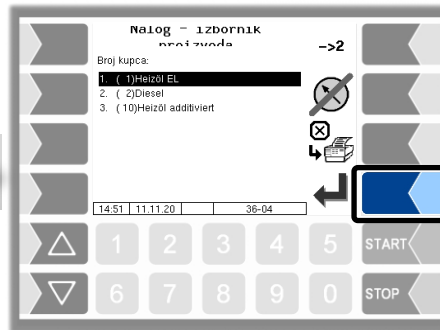 Nalog - izbornik
proizvoda
->2
Broj kupca:
1. ( 1)Heizöl EL
2. ( 2)Diesel
3. ( 10)Heizöl additiviert
14:51 11.11.20 36-04
1 2 3 4 5 START
6 7 8 9 0 STOP